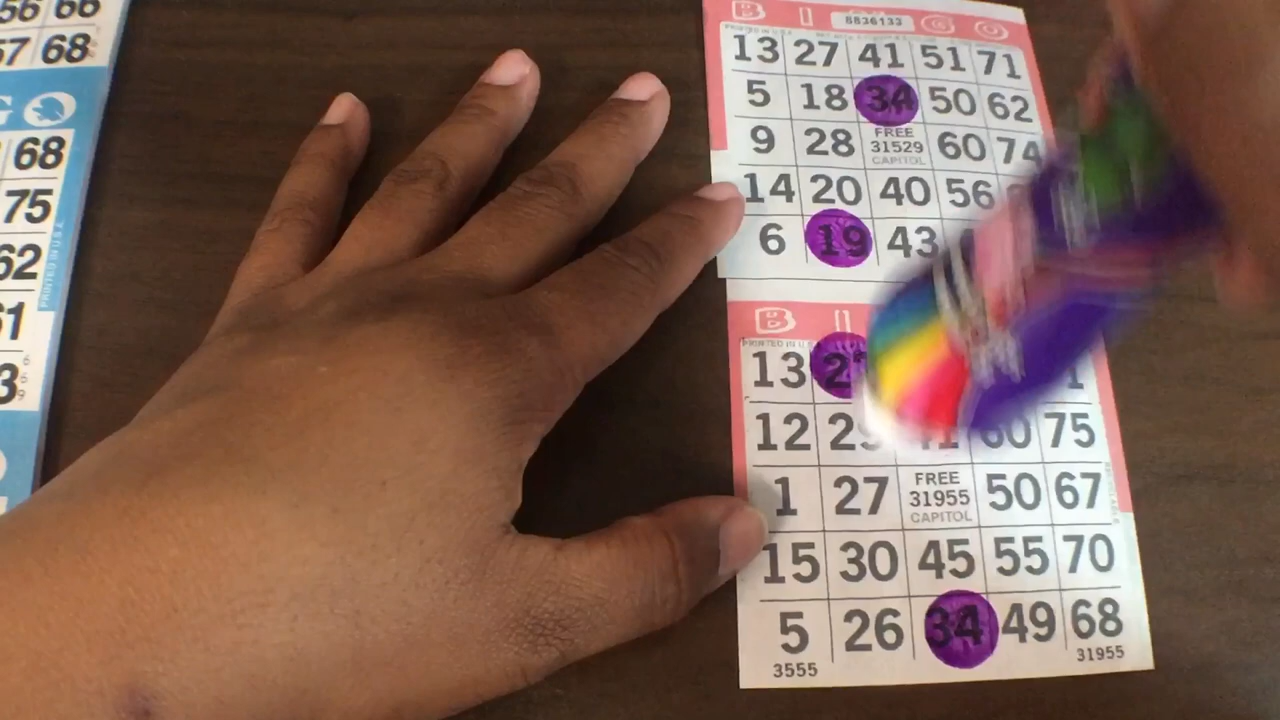 56 66
57 68
G O
68
75
62
61
3
PRINTED IN U.S.A.
B I G O
8836133
13 27 41 51 71
5 18 34 50 62
9 28 FREE 31529 CAPITOL 60 74
14 20 40 56
6 19 43
B I
PRINTED IN U.S.A
13
12 29 41 60 75
1 27 FREE 31955 CAPITOL 50 67
15 30 45 55 70
5 26 34 49 68
3555 31955